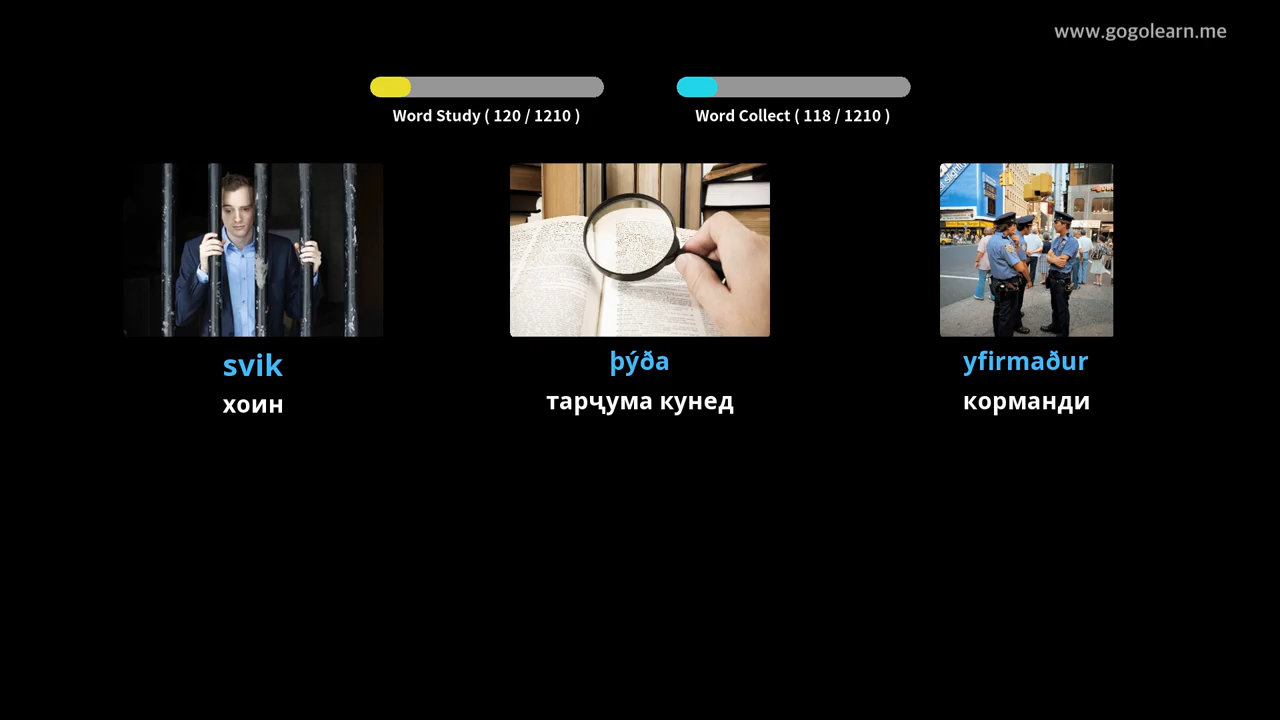 www.gogolearn.me
Word Study ( 120 / 1210 )
Word Collect ( 118 / 1210 )
svik
þýða
yfirmaður
хоин
тарҷума кунед
корманди